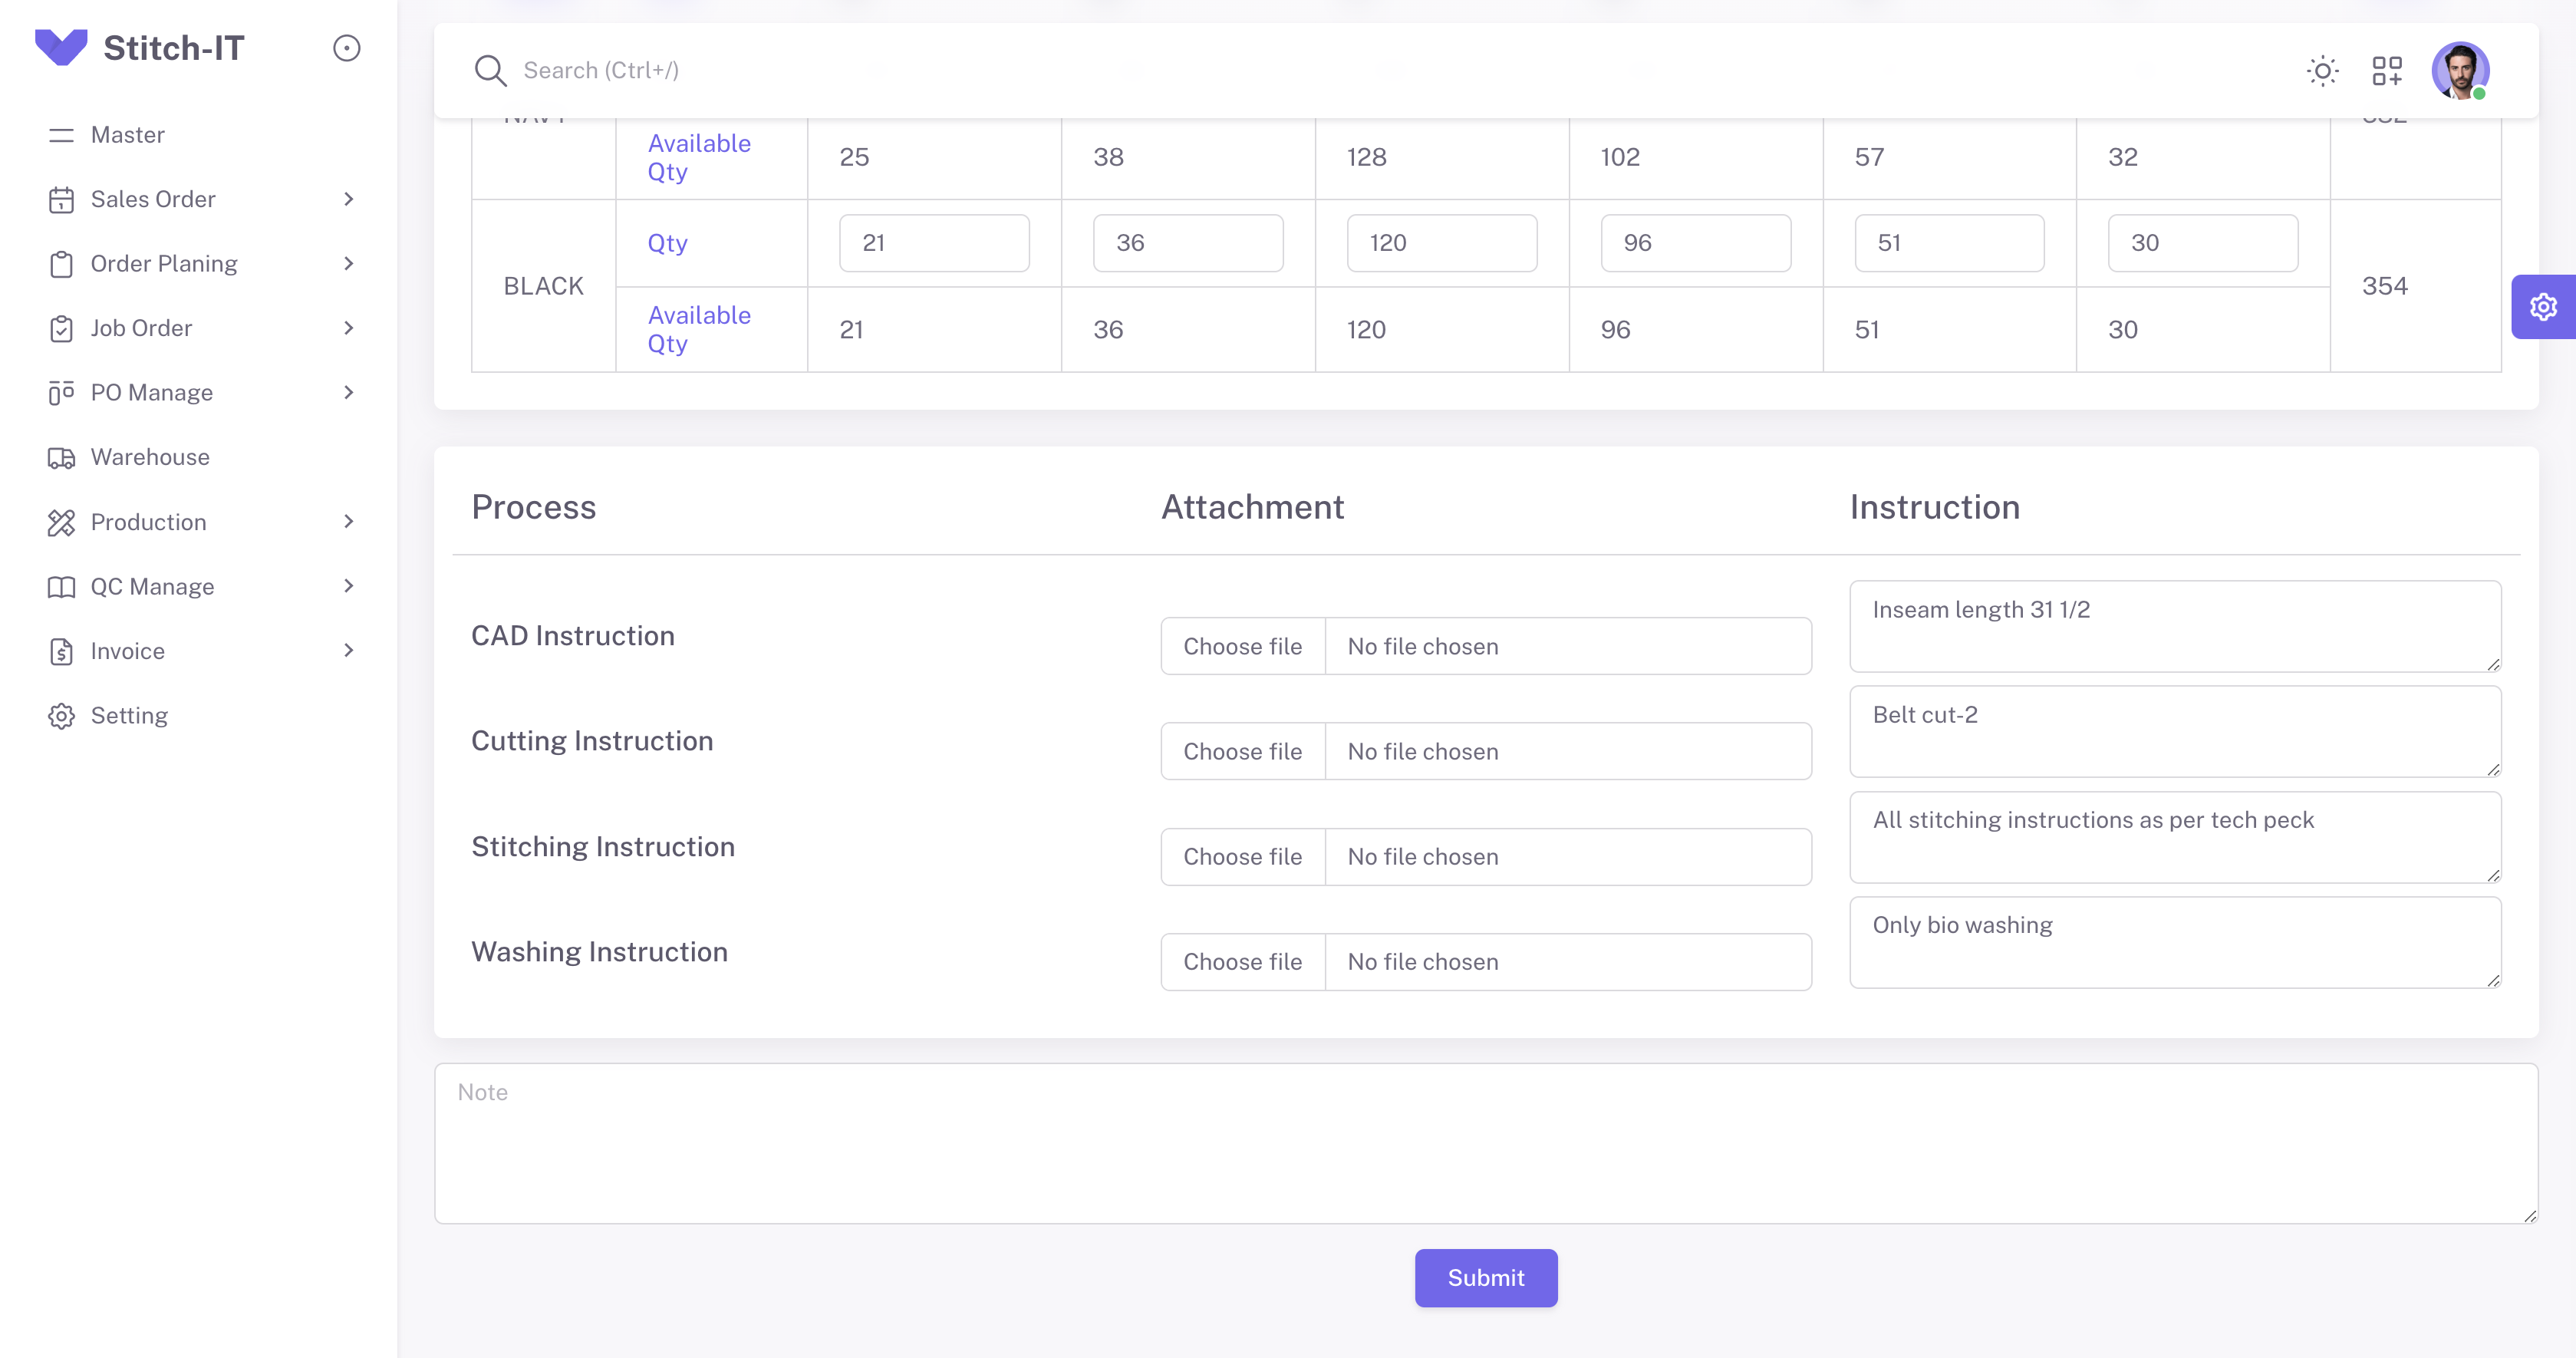 Stitch-IT
Search (Ctrl+/)
Master
Sales Order
Order Planing
Job Order
PO Manage
Warehouse
Production
QC Manage
Invoice
Setting
Available
Qty
25
38
128
102
57
32
BLACK
Qty
21
36
120
96
51
30
354
Available
Qty
21
36
120
96
51
30
Process
Attachment
Instruction
CAD Instruction
Choose file
No file chosen
Inseam length 31 1/2
Cutting Instruction
Choose file
No file chosen
Belt cut-2
Stitching Instruction
Choose file
No file chosen
All stitching instructions as per tech peck
Washing Instruction
Choose file
No file chosen
Only bio washing
Note
Submit